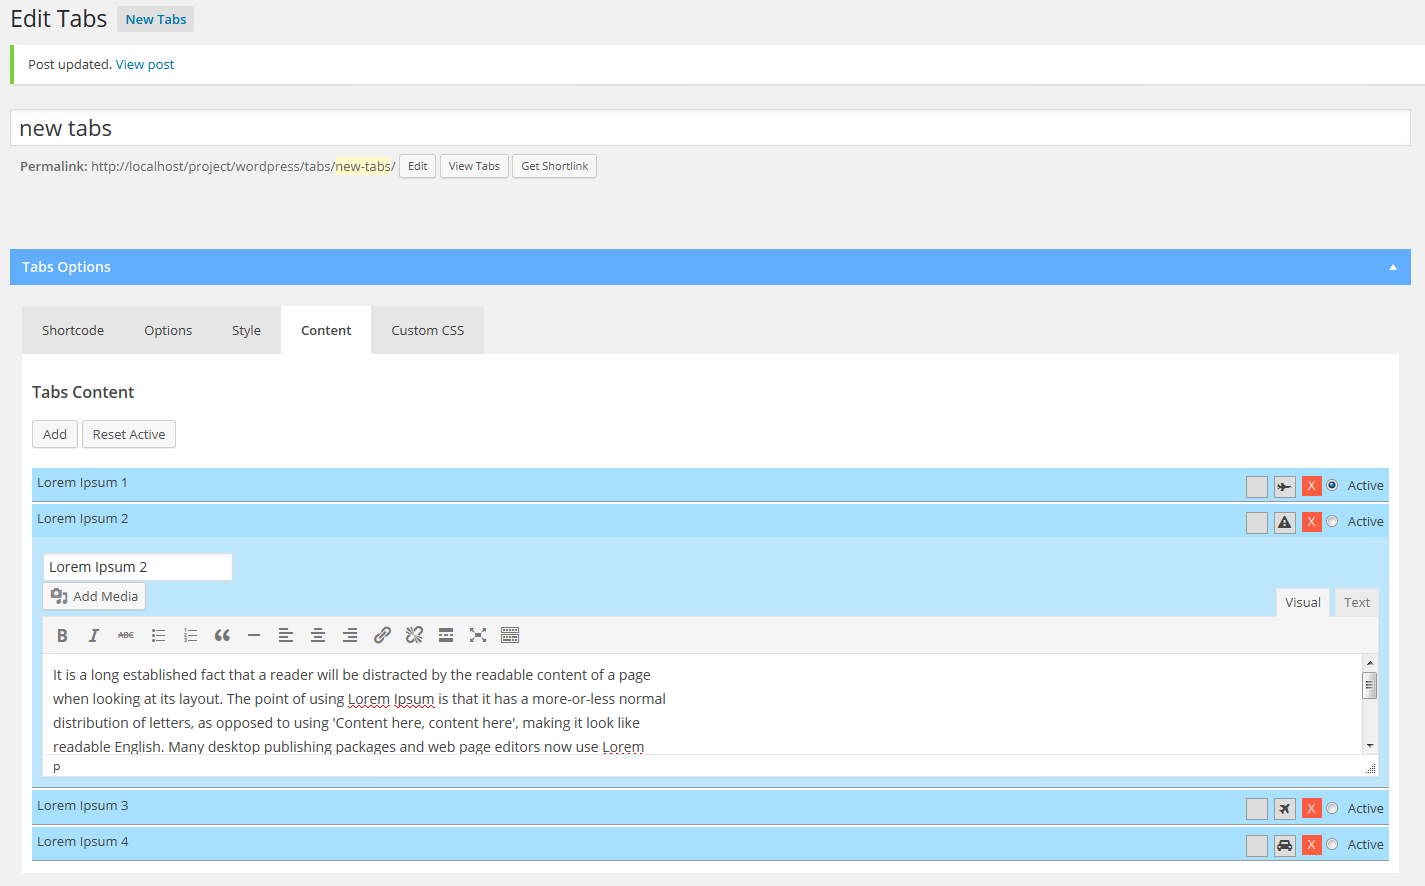 Edit Tabs New Tabs
Post updated. View post
new tabs
Permalink: http://localhost/project/wordpress/tabs/new-tabs/ Edit View Tabs Get Shortlink
Tabs Options
Shortcode Options Style Content Custom CSS
Tabs Content
Add Reset Active
Lorem Ipsum 1 X Active
Lorem Ipsum 2 X Active
Lorem Ipsum 2
Add Media Visual Text
B I ABC
It is a long established fact that a reader will be distracted by the readable content of a page
when looking at its layout. The point of using Lorem Ipsum is that it has a more-or-less normal
distribution of letters, as opposed to using 'Content here, content here', making it look like
readable English. Many desktop publishing packages and web page editors now use Lorem
p
Lorem Ipsum 3 X Active
Lorem Ipsum 4 X Active